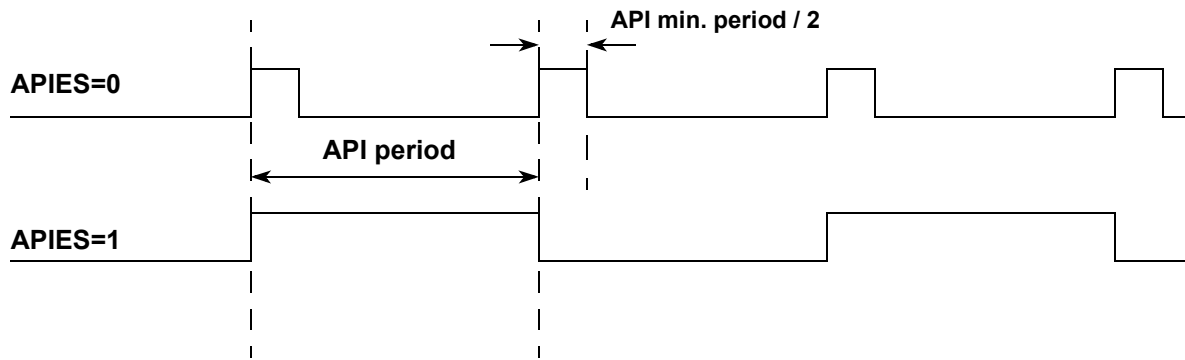 API min. period / 2
APIES=0
API period
APIES=1